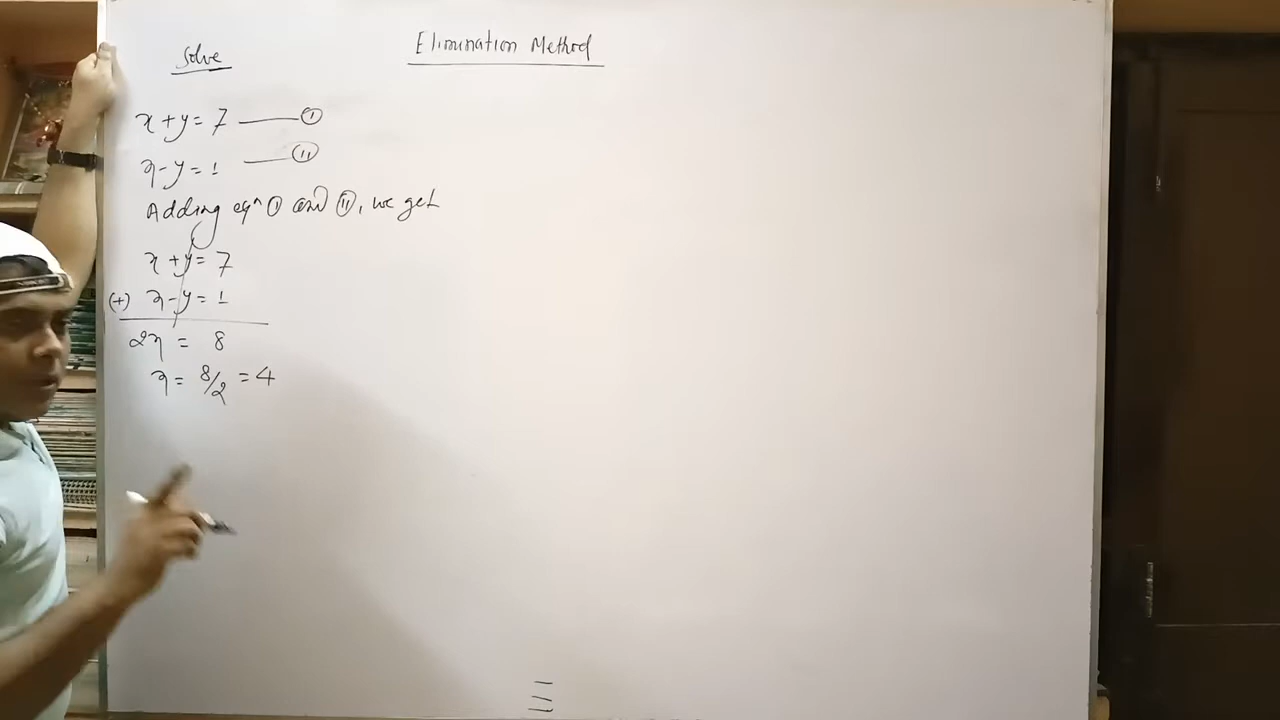 Elimination Method
Solve
x + y = 7 —— (I)
x - y = 1 —— (II)
Adding eqn (I) and (II), we get
x + y = 7
(+) x - y = 1
2x = 8
x = 8/2 = 4